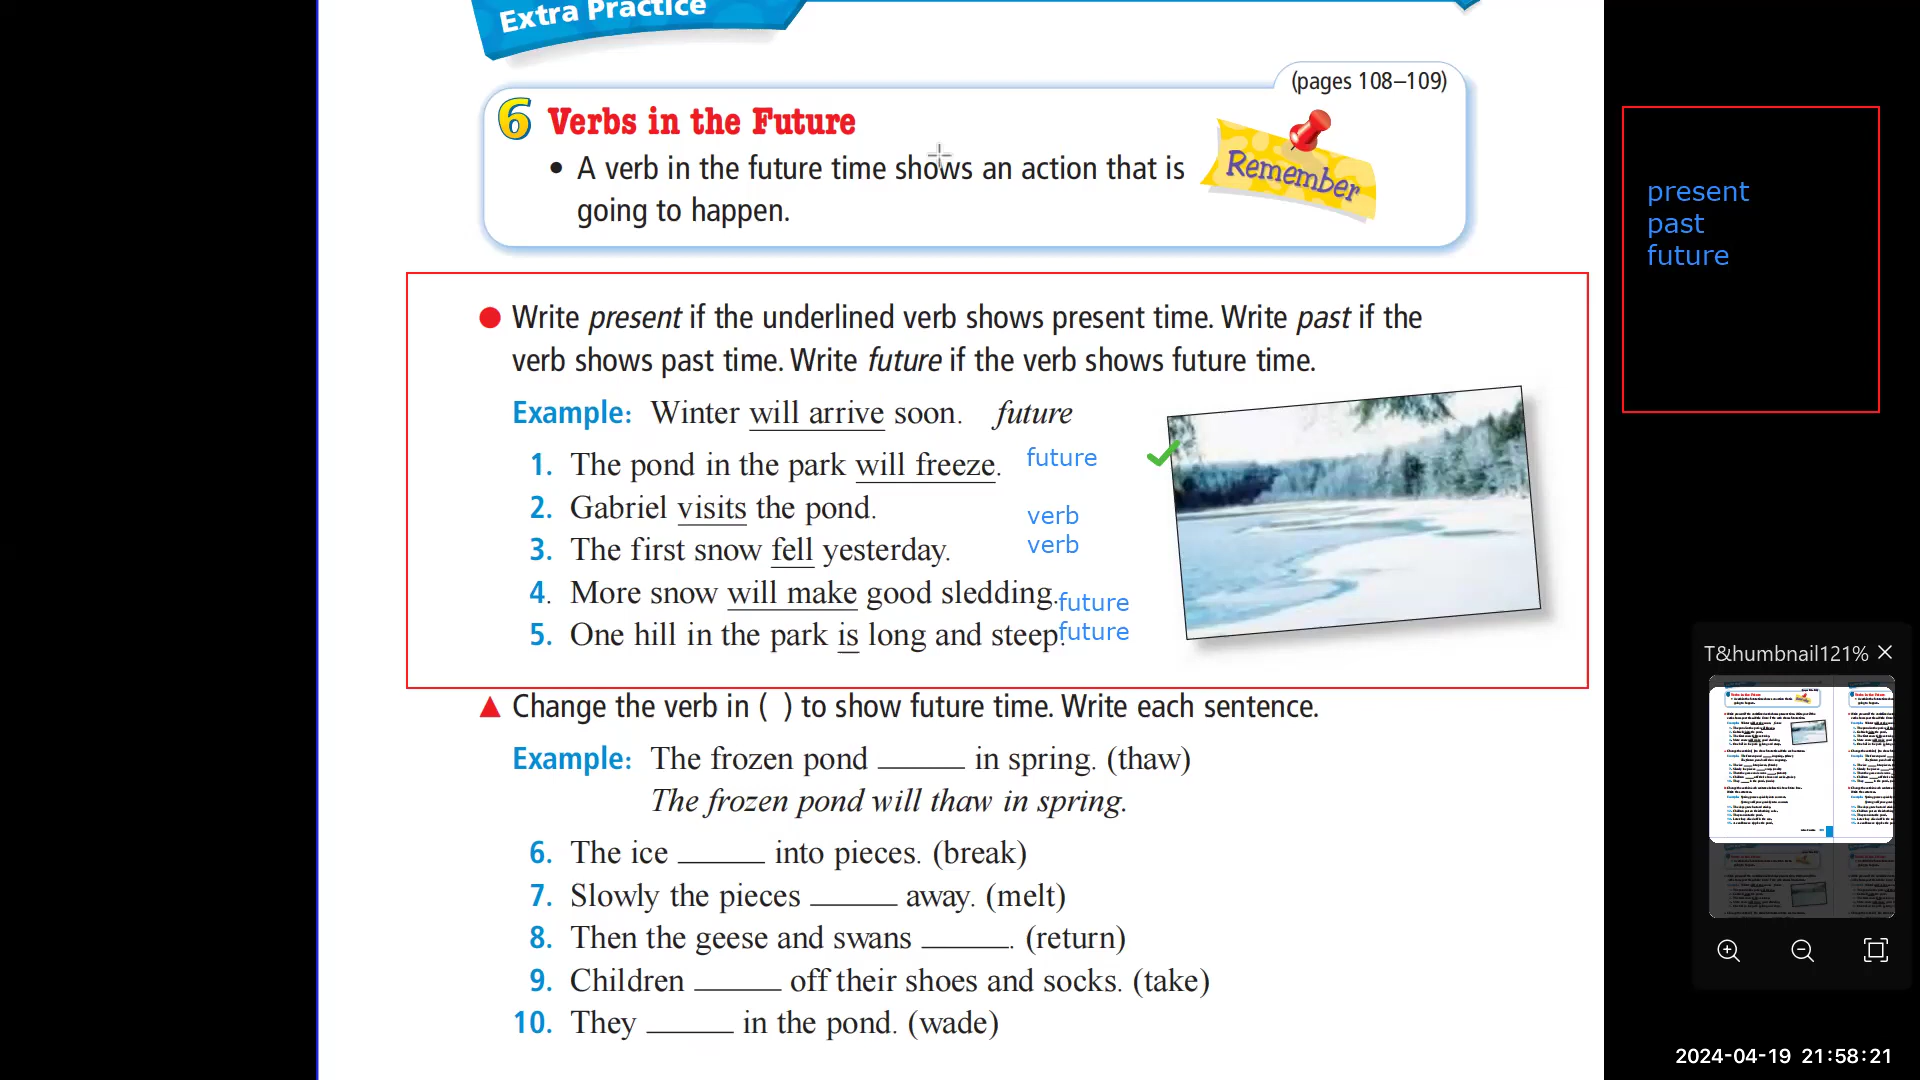 Extra Practice
(pages 108–109)
6 Verbs in the Future
• A verb in the future time shows an action that is
going to happen.
Remember
present
past
future
Write present if the underlined verb shows present time. Write past if the
verb shows past time. Write future if the verb shows future time.
Example: Winter will arrive soon. future
1. The pond in the park will freeze. future
2. Gabriel visits the pond. verb
3. The first snow fell yesterday. verb
4. More snow will make good sledding. future
5. One hill in the park is long and steep. future
Change the verb in ( ) to show future time. Write each sentence.
Example: The frozen pond ______ in spring. (thaw)
The frozen pond will thaw in spring.
6. The ice ______ into pieces. (break)
7. Slowly the pieces ______ away. (melt)
8. Then the geese and swans ______. (return)
9. Children ______ off their shoes and socks. (take)
10. They ______ in the pond. (wade)
T&humbnail121%
2024-04-19 21:58:21